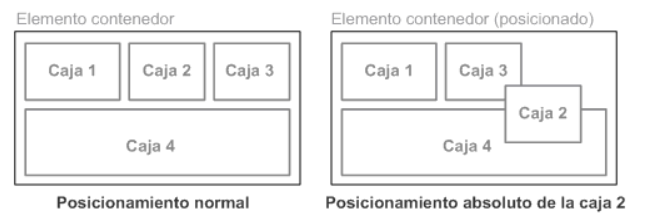 Elemento contenedor
Caja 1 Caja 2 Caja 3
Caja 4
Posicionamiento normal
Elemento contenedor (posicionado)
Caja 1 Caja 3
Caja 2
Caja 4
Posicionamiento absoluto de la caja 2